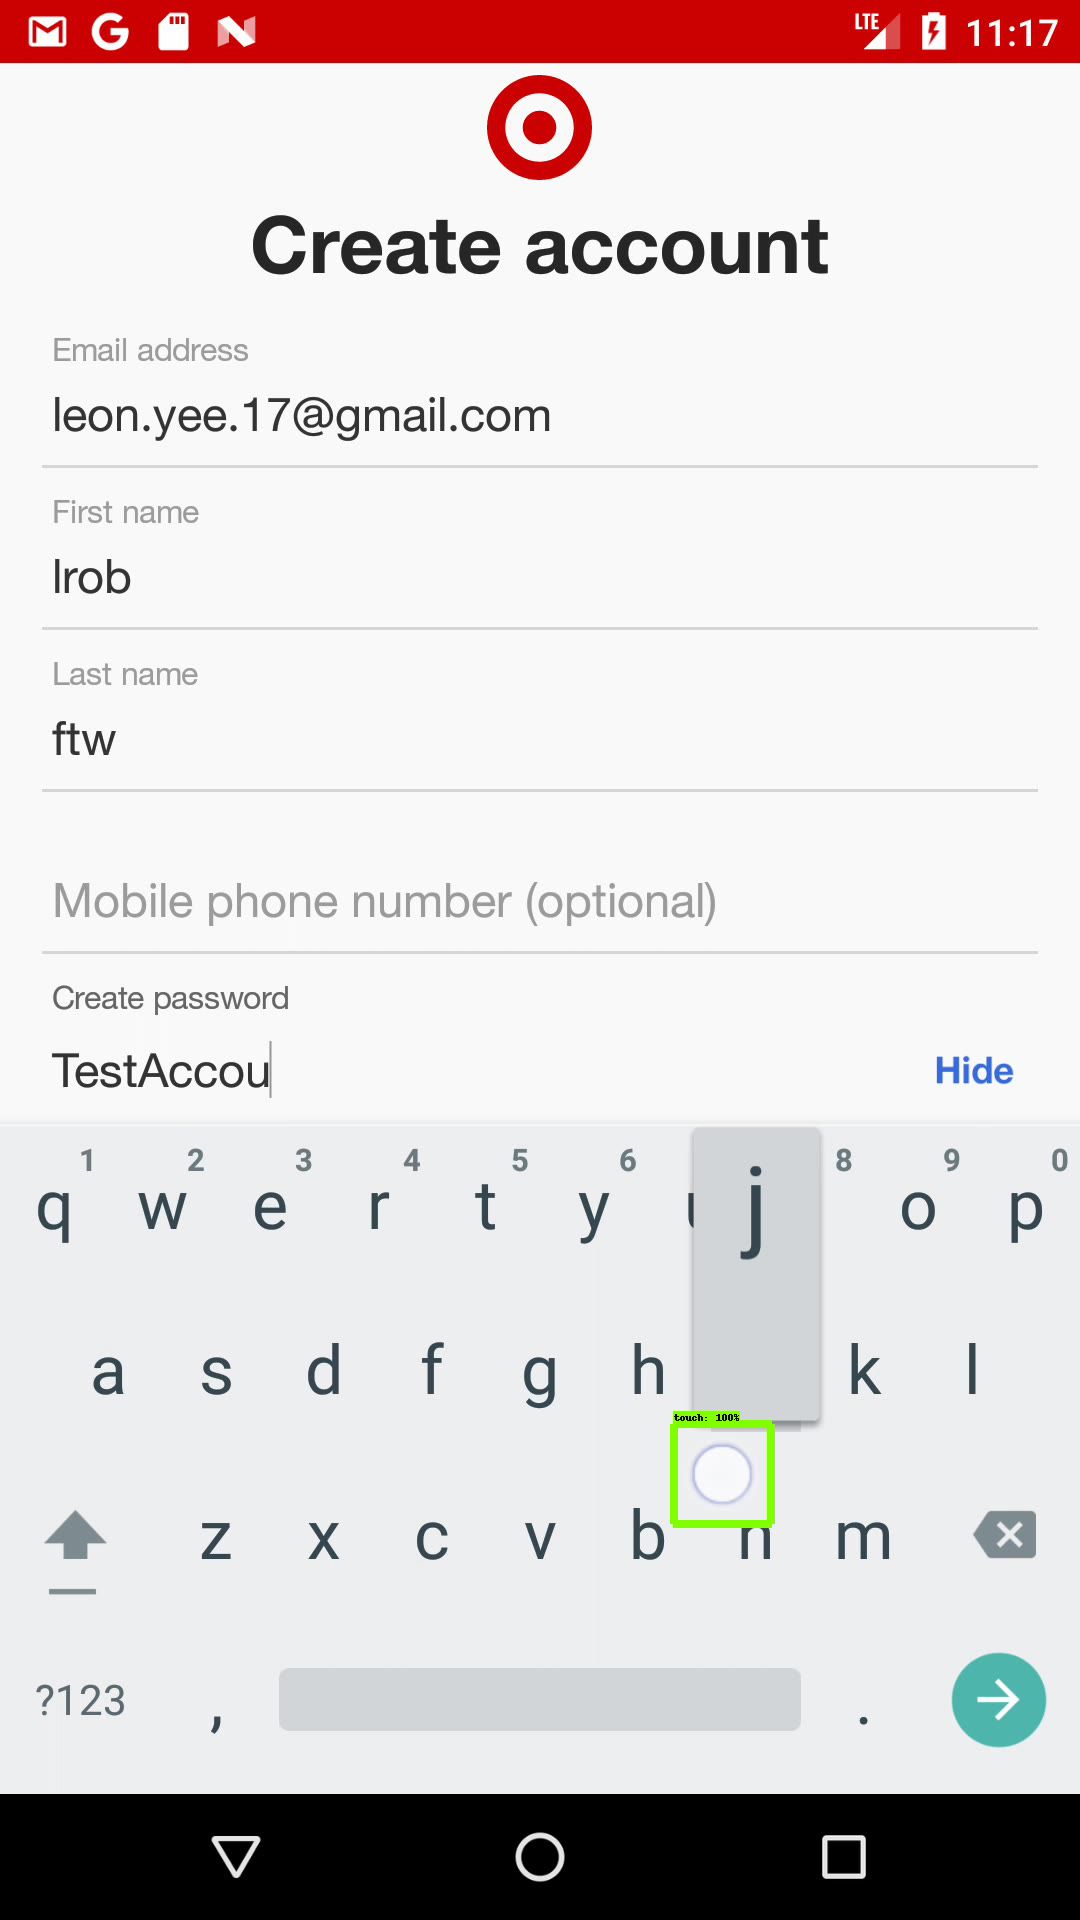 LTE 11:17
Create account
Email address
leon.yee.17@gmail.com
First name
lrob
Last name
ftw
Mobile phone number (optional)
Create password
TestAccou Hide
1 2 3 4 5 6 8 9 0
q w e r t y u j o p
a s d f g h k l
touch: 100%
z x c v b n m
?123 , .